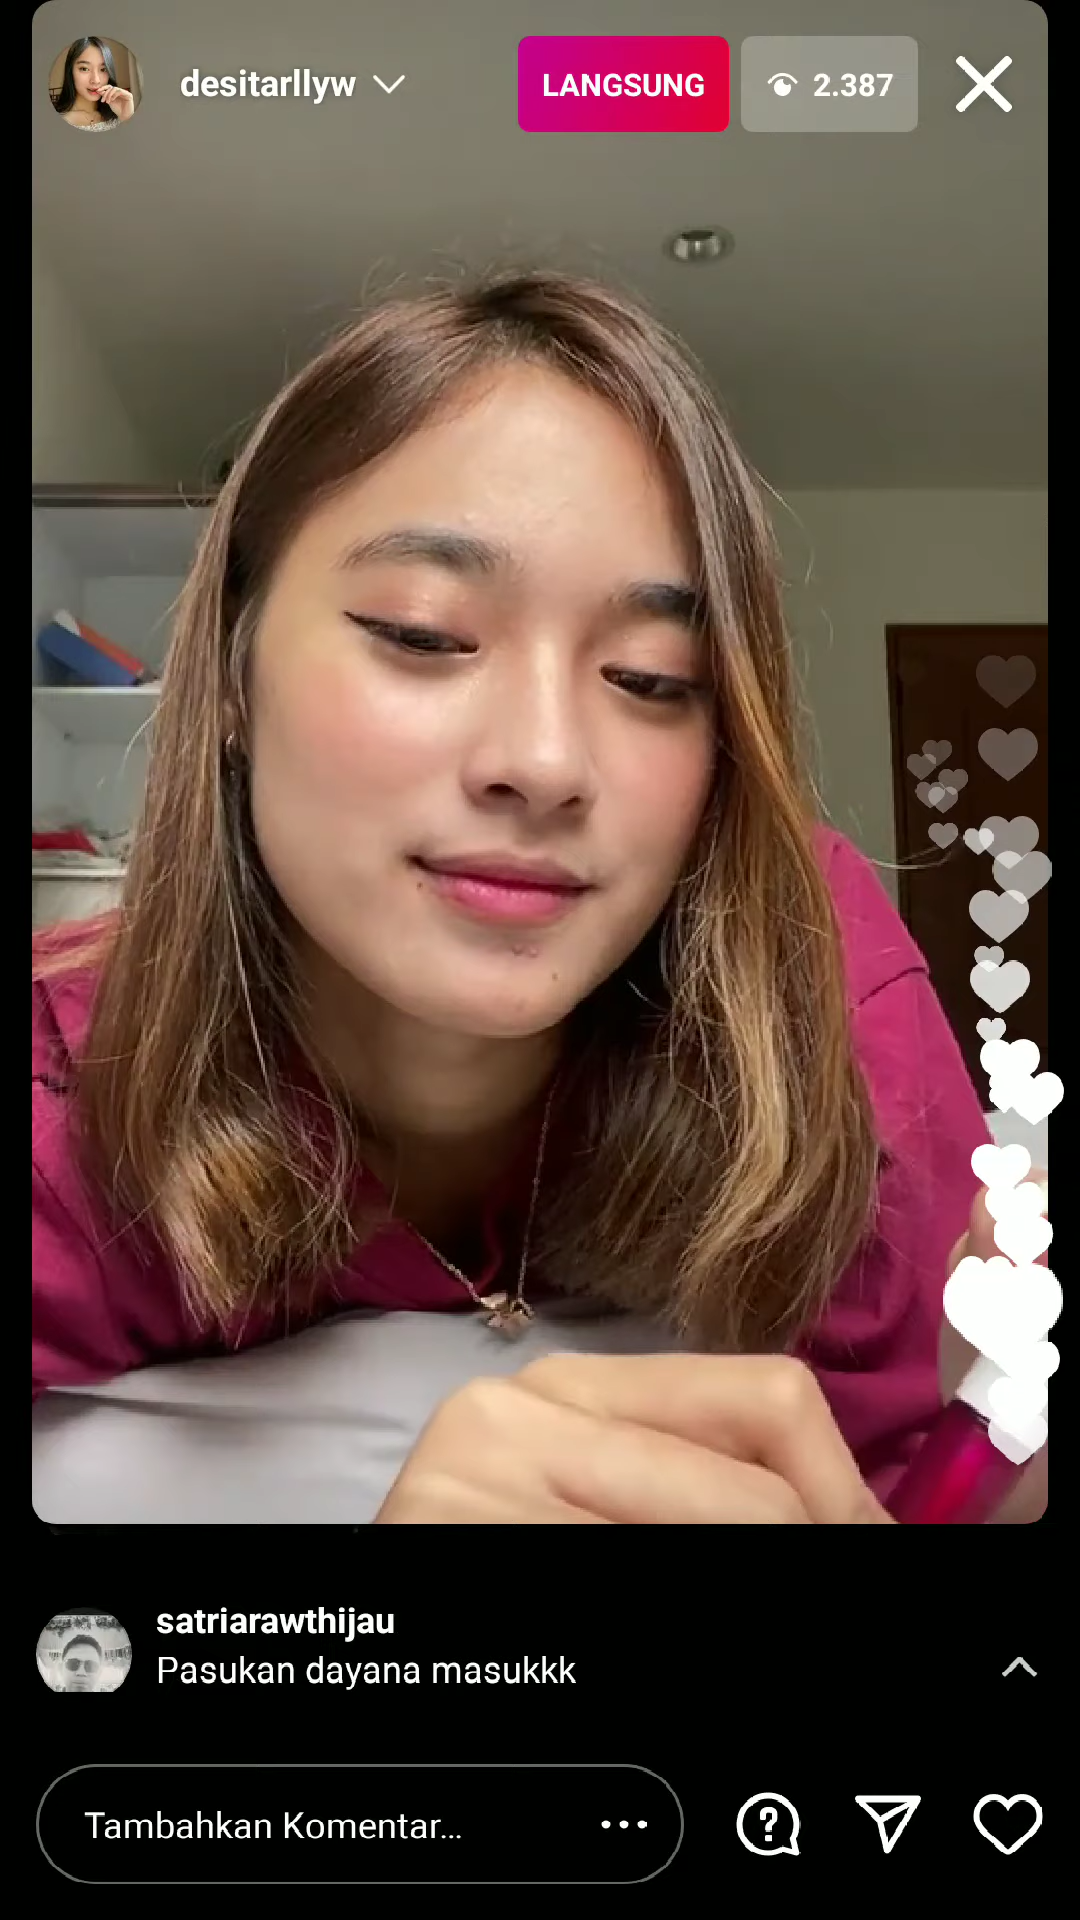 desitarllyw
LANGSUNG
2.387
satriarawthijau
Pasukan dayana masukkk
Tambahkan Komentar...